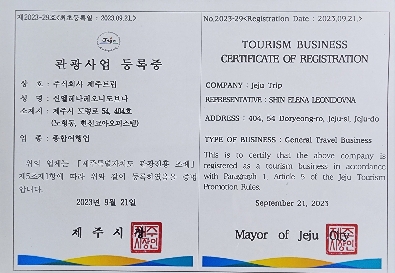 제2023-29호<최초등록일 : 2023.09.21.>
Jeju
관광사업 등록증
상 호 : 주식회사 제주트립
성 명 : 신엘레나레오니도브나
소재지 : 제주시 도령로 54, 404호
(노형동, 현신코아오피스텔)
업 종 : 종합여행업
위의 업체는 「제주특별자치도 관광진흥 조례」
제5조제1항에 따라 위와 같이 등록하였음을 증명
합니다.
2023년 9월 21일
제 주 시 장
No.2023-29<Registration Date : 2023.09.21.>
TOURISM BUSINESS
CERTIFICATE OF REGISTRATION
COMPANY : Jeju Trip
REPRESENTATIVE : SHIN ELENA LEONIDOVNA
ADDRESS : 404, 54 Doryeong-ro, Jeju-si, Jeju-do
TYPE OF BUSINESS : General Travel Business
This is to certify that the above company is
registered as a tourism business in accordance
with Paragraph 1, Article 5 of the Jeju Tourism
Promotion Rules.
September 21, 2023
Mayor of Jeju City